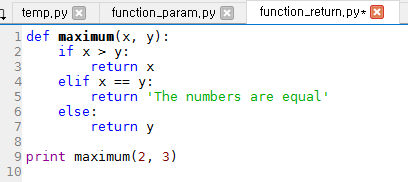 temp.py function_param.py function_return.py*
1 def maximum(x, y):
2     if x > y:
3         return x
4     elif x == y:
5         return 'The numbers are equal'
6     else:
7         return y
8
9 print maximum(2, 3)
10